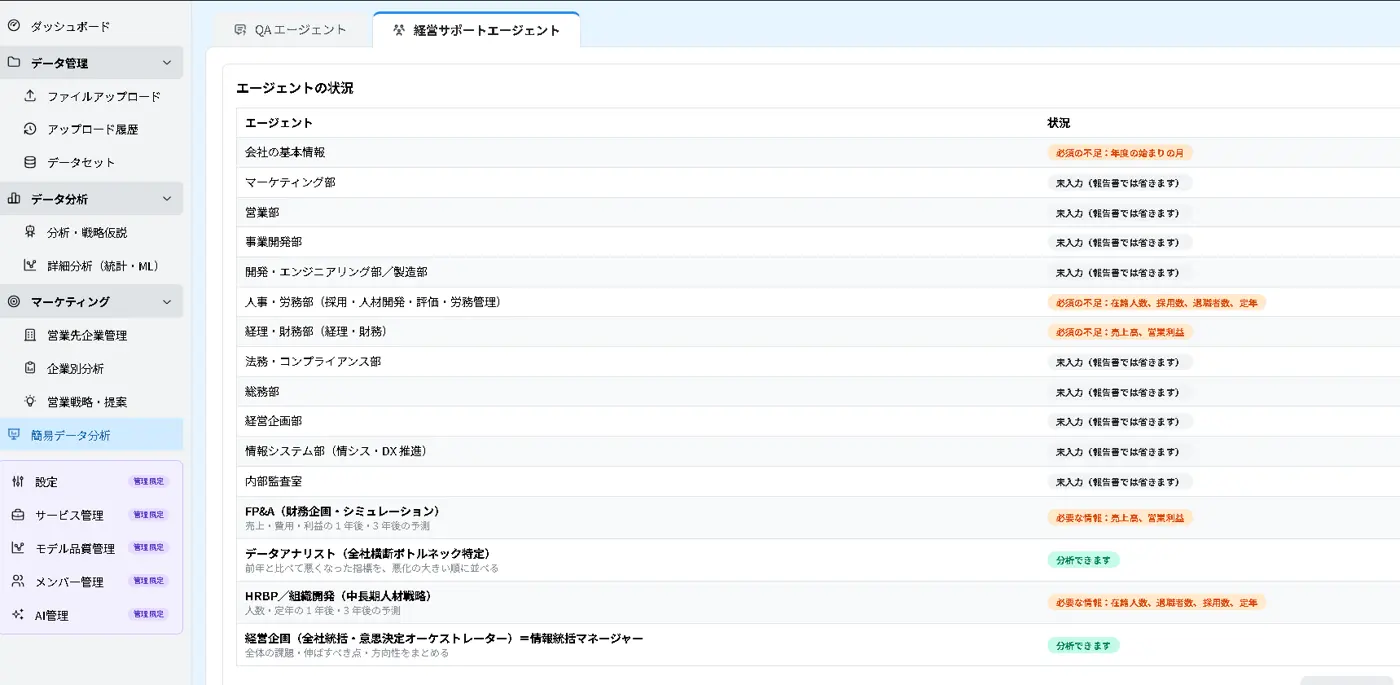 ダッシュボード
データ管理
ファイルアップロード
アップロード履歴
データセット
データ分析
分析・戦略仮説
詳細分析（統計・ML）
マーケティング
営業先企業管理
企業別分析
営業戦略・提案
簡易データ分析
設定 管理限定
サービス管理 管理限定
モデル品質管理 管理限定
メンバー管理 管理限定
AI管理 管理限定
QAエージェント
経営サポートエージェント
エージェントの状況
エージェント 状況
会社の基本情報 必須の不足：年度の始まりの月
マーケティング部 未入力（報告書では省きます）
営業部 未入力（報告書では省きます）
事業開発部 未入力（報告書では省きます）
開発・エンジニアリング部／製造部 未入力（報告書では省きます）
人事・労務部（採用・人材開発・評価・労務管理） 必須の不足：在籍人数、採用数、退職者数、定年
経理・財務部（経理・財務） 必須の不足：売上高、営業利益
法務・コンプライアンス部 未入力（報告書では省きます）
総務部 未入力（報告書では省きます）
経営企画部 未入力（報告書では省きます）
情報システム部（情シス・DX 推進） 未入力（報告書では省きます）
内部監査室 未入力（報告書では省きます）
FP&A（財務企画・シミュレーション） 必要な情報：売上高、営業利益
売上・費用・利益の１年後・３年後の予測
データアナリスト（全社横断ボトルネック特定） 分析できます
前年と比べて悪くなった指標を、悪化の大きい順に並べる
HRBP／組織開発（中長期人材戦略） 必要な情報：在籍人数、退職者数、採用数、定年
人数・定年の１年後・３年後の予測
経営企画（全社統括・意思決定オーケストレーター）＝情報統括マネージャー 分析できます
全体の課題・伸ばすべき点・方向性をまとめる